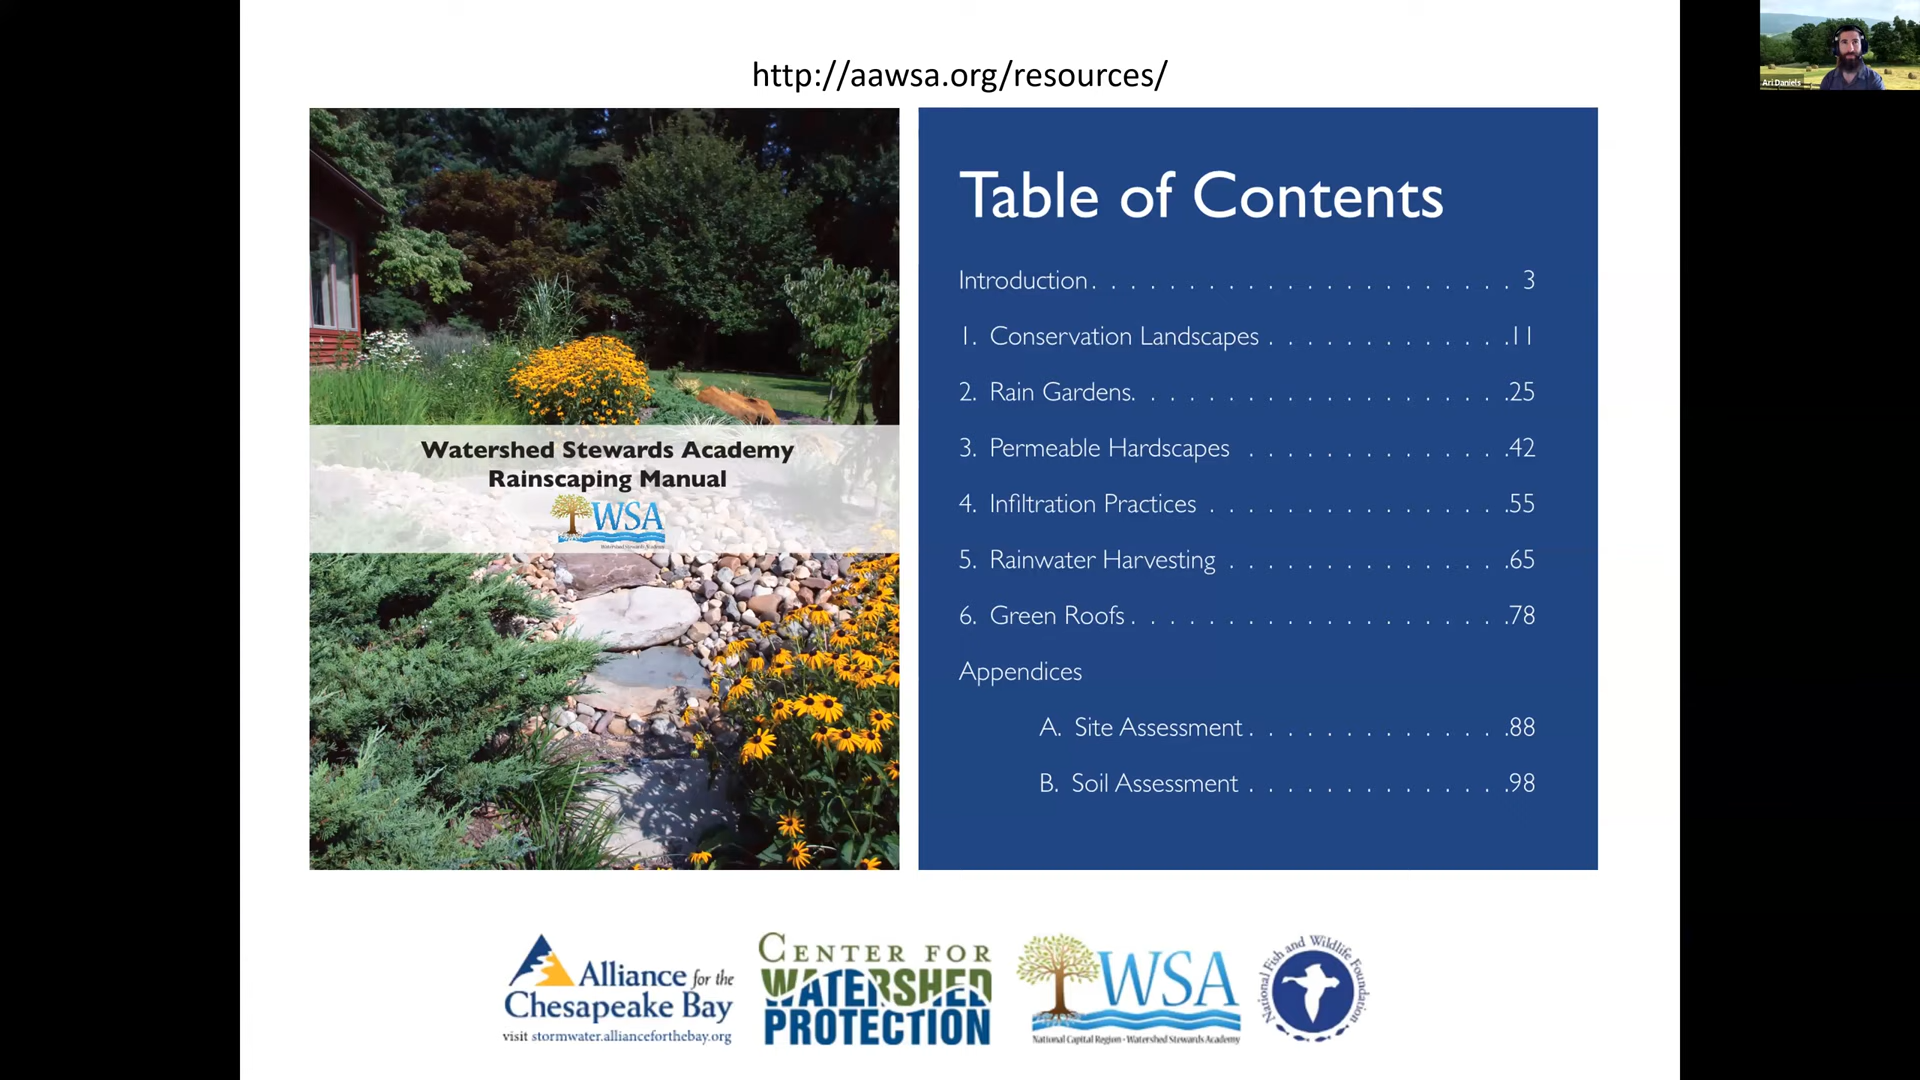 http://aawsa.org/resources/
Ari Daniels
Watershed Stewards Academy
Rainscaping Manual
WSA
Watershed Stewards Academy
Table of Contents
Introduction . . . . . . . . . . . . . . . . . . . . . . 3
1. Conservation Landscapes . . . . . . . . . . . . .11
2. Rain Gardens. . . . . . . . . . . . . . . . . . . .25
3. Permeable Hardscapes . . . . . . . . . . . . . .42
4. Infiltration Practices . . . . . . . . . . . . . . . .55
5. Rainwater Harvesting . . . . . . . . . . . . . . .65
6. Green Roofs . . . . . . . . . . . . . . . . . . . .78
Appendices
A. Site Assessment . . . . . . . . . . . . . .88
B. Soil Assessment . . . . . . . . . . . . . .98
Alliance for the
Chesapeake Bay
visit stormwater.allianceforthebay.org
CENTER FOR
WATERSHED
PROTECTION
WSA
National Capital Region - Watershed Stewards Academy
National Fish and Wildlife Foundation